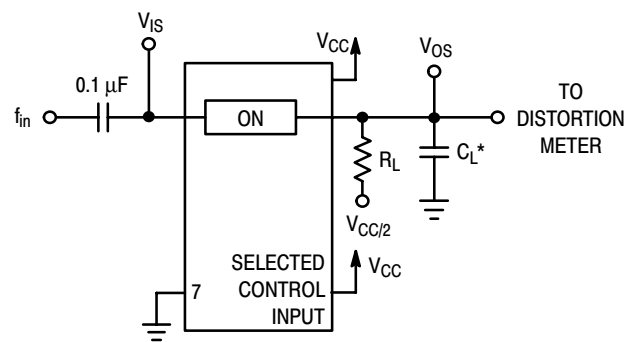 V_IS
V_CC
V_OS
0.1 μF
f_in
ON
TO
DISTORTION
METER
R_L
C_L*
V_CC/2
SELECTED
CONTROL
INPUT
V_CC
7